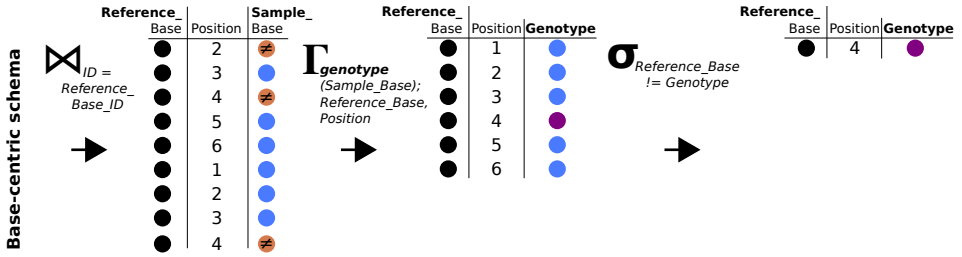 Base-centric schema
⋈ ID =
Reference_
Base_ID
Reference_ Sample_
Base Position Base
2 ≠
3
4 ≠
5
6
1
2
3
4 ≠
Γ genotype
(Sample_Base);
Reference_Base,
Position
Reference_
Base Position Genotype
1
2
3
4
5
6
σ Reference_Base
!= Genotype
Reference_
Base Position Genotype
4